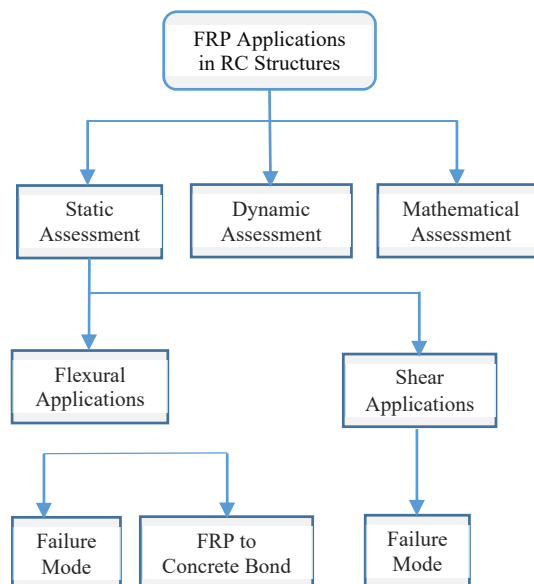 FRP Applications
in RC Structures
Static
Assessment
Dynamic
Assessment
Mathematical
Assessment
Flexural
Applications
Shear
Applications
Failure
Mode
FRP to
Concrete Bond
Failure
Mode